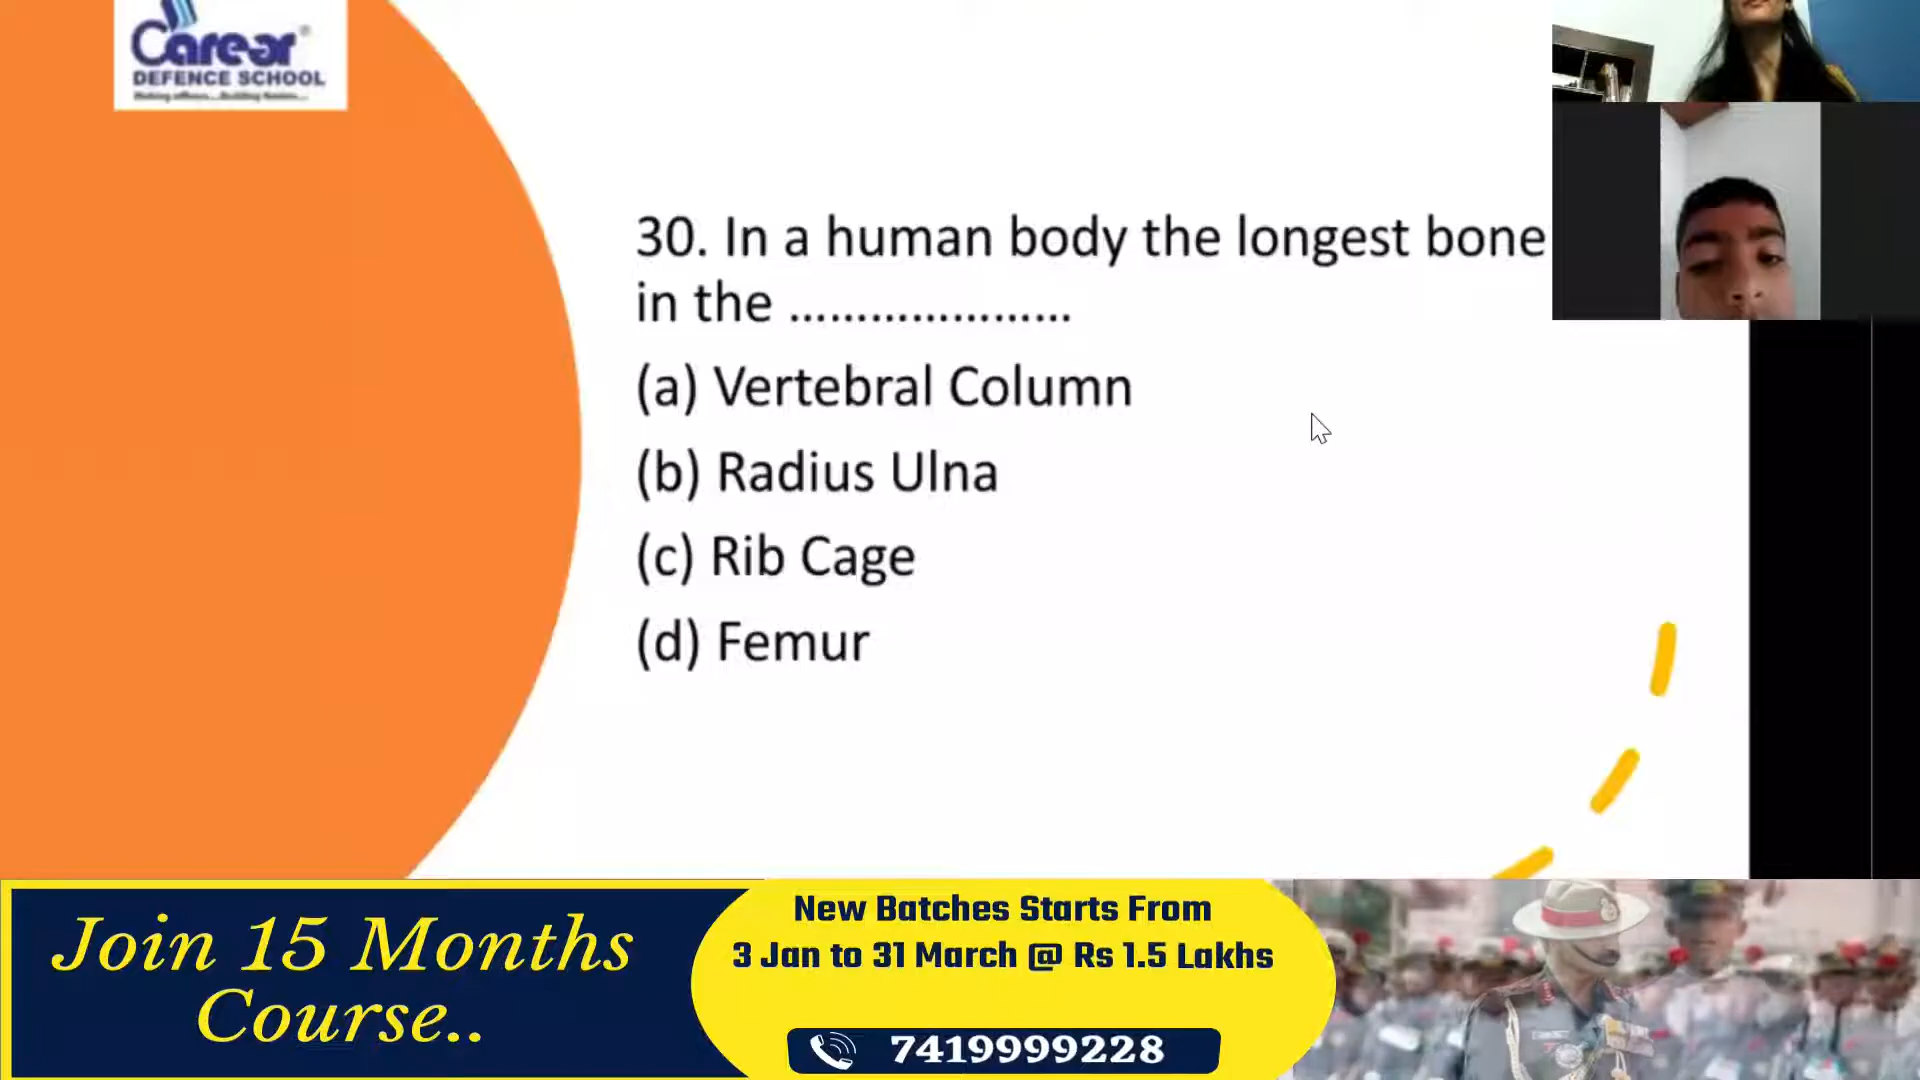 Carear
DEFENCE SCHOOL
30. In a human body the longest bone
in the .....................
(a) Vertebral Column
(b) Radius Ulna
(c) Rib Cage
(d) Femur
Join 15 Months
Course..
New Batches Starts From
3 Jan to 31 March @ Rs 1.5 Lakhs
7419999228